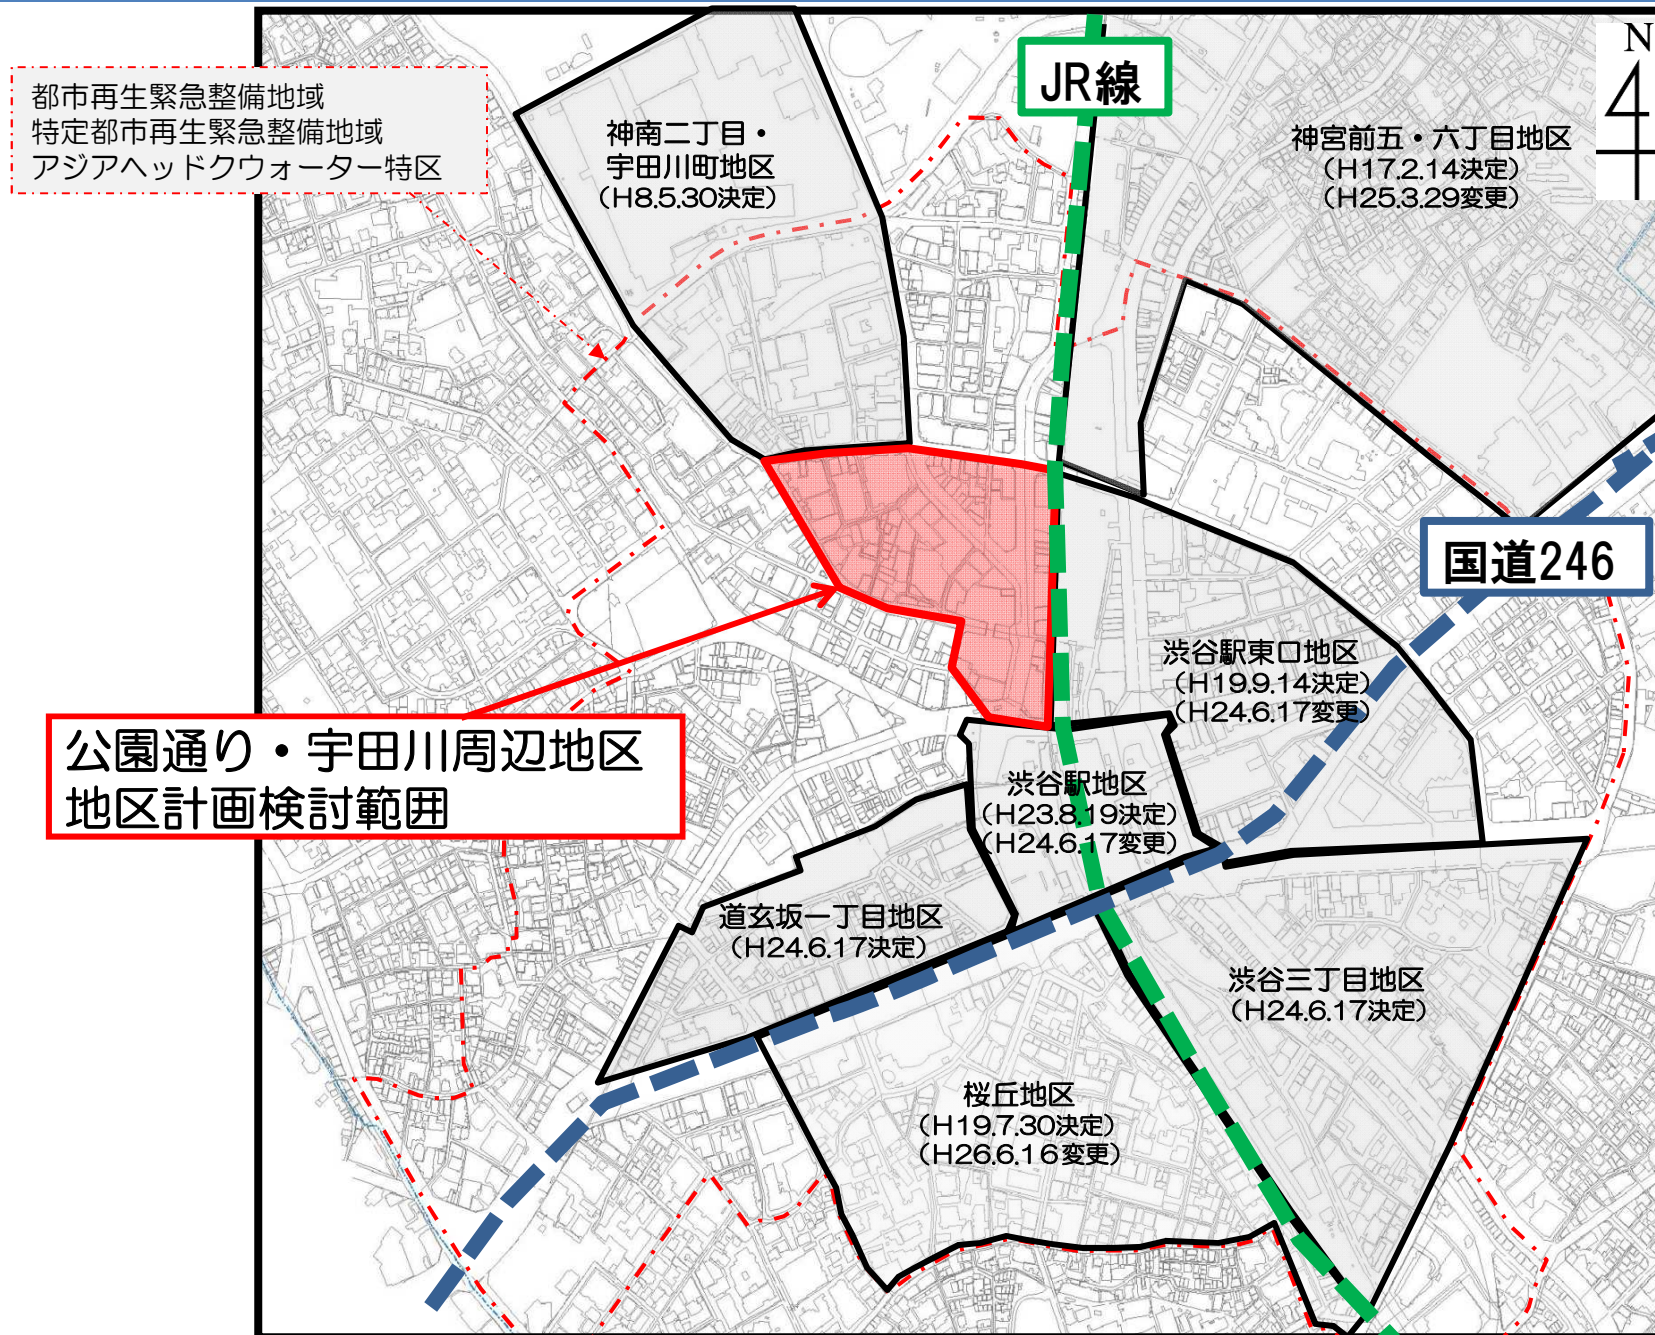 都市再生緊急整備地域
特定都市再生緊急整備地域
アジアヘッドクウォーター特区
JR線
N
神南二丁目・
宇田川町地区
（H8.5.30決定）
神宮前五・六丁目地区
（H17.2.14決定）
（H25.3.29変更）
国道246
渋谷駅東口地区
（H19.9.14決定）
（H24.6.17変更）
公園通り・宇田川周辺地区
地区計画検討範囲
渋谷駅地区
（H23.8.19決定）
（H24.6.17変更）
道玄坂一丁目地区
（H24.6.17決定）
渋谷三丁目地区
（H24.6.17決定）
桜丘地区
（H19.7.30決定）
（H26.6.16変更）